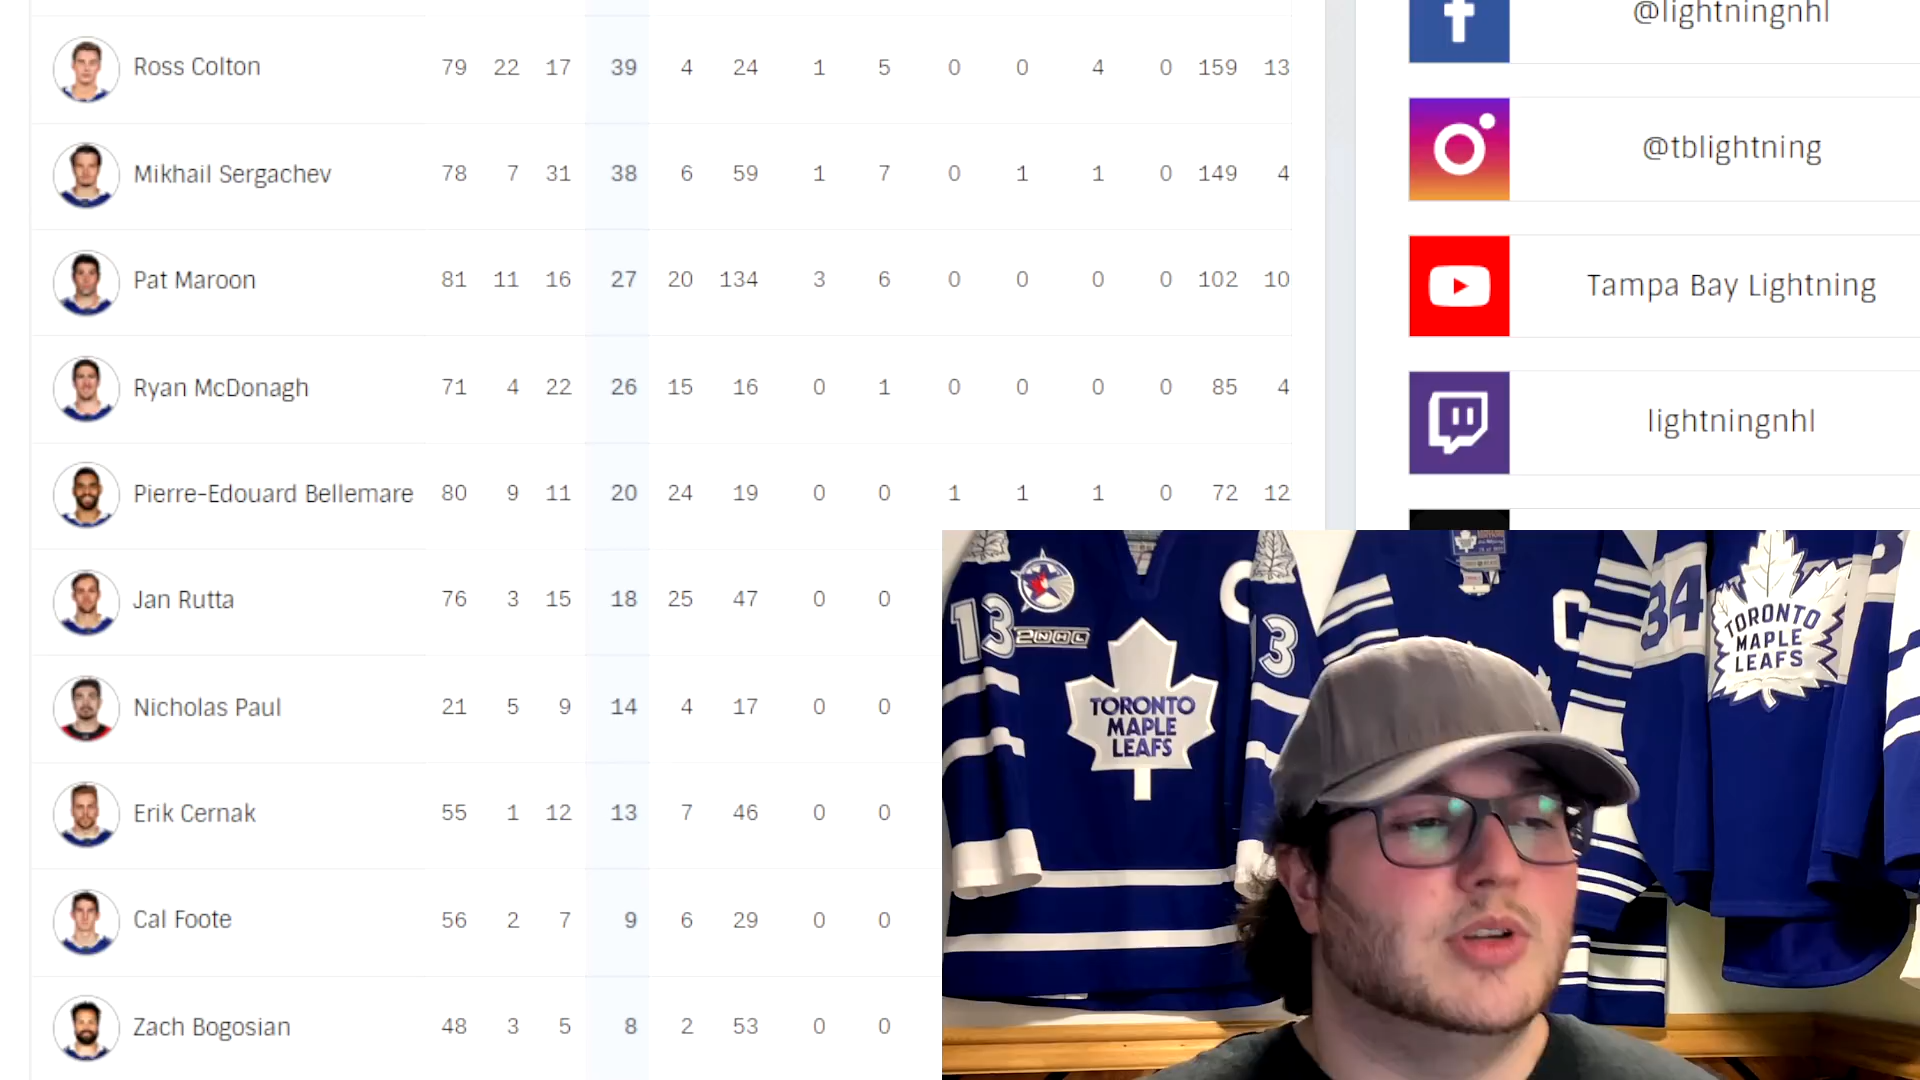 Ross Colton 79 22 17 39 4 24 1 5 0 0 4 0 159 13
Mikhail Sergachev 78 7 31 38 6 59 1 7 0 1 1 0 149 4
Pat Maroon 81 11 16 27 20 134 3 6 0 0 0 0 102 10
Ryan McDonagh 71 4 22 26 15 16 0 1 0 0 0 0 85 4
Pierre-Edouard Bellemare 80 9 11 20 24 19 0 0 1 1 1 0 72 12
Jan Rutta 76 3 15 18 25 47 0 0
Nicholas Paul 21 5 9 14 4 17 0 0
Erik Cernak 55 1 12 13 7 46 0 0
Cal Foote 56 2 7 9 6 29 0 0
Zach Bogosian 48 3 5 8 2 53 0 0
@lightningnhl
@tblightning
Tampa Bay Lightning
lightningnhl
13
2NHL
C
13
TORONTO
MAPLE
LEAFS
C
34
TORONTO
MAPLE
LEAFS